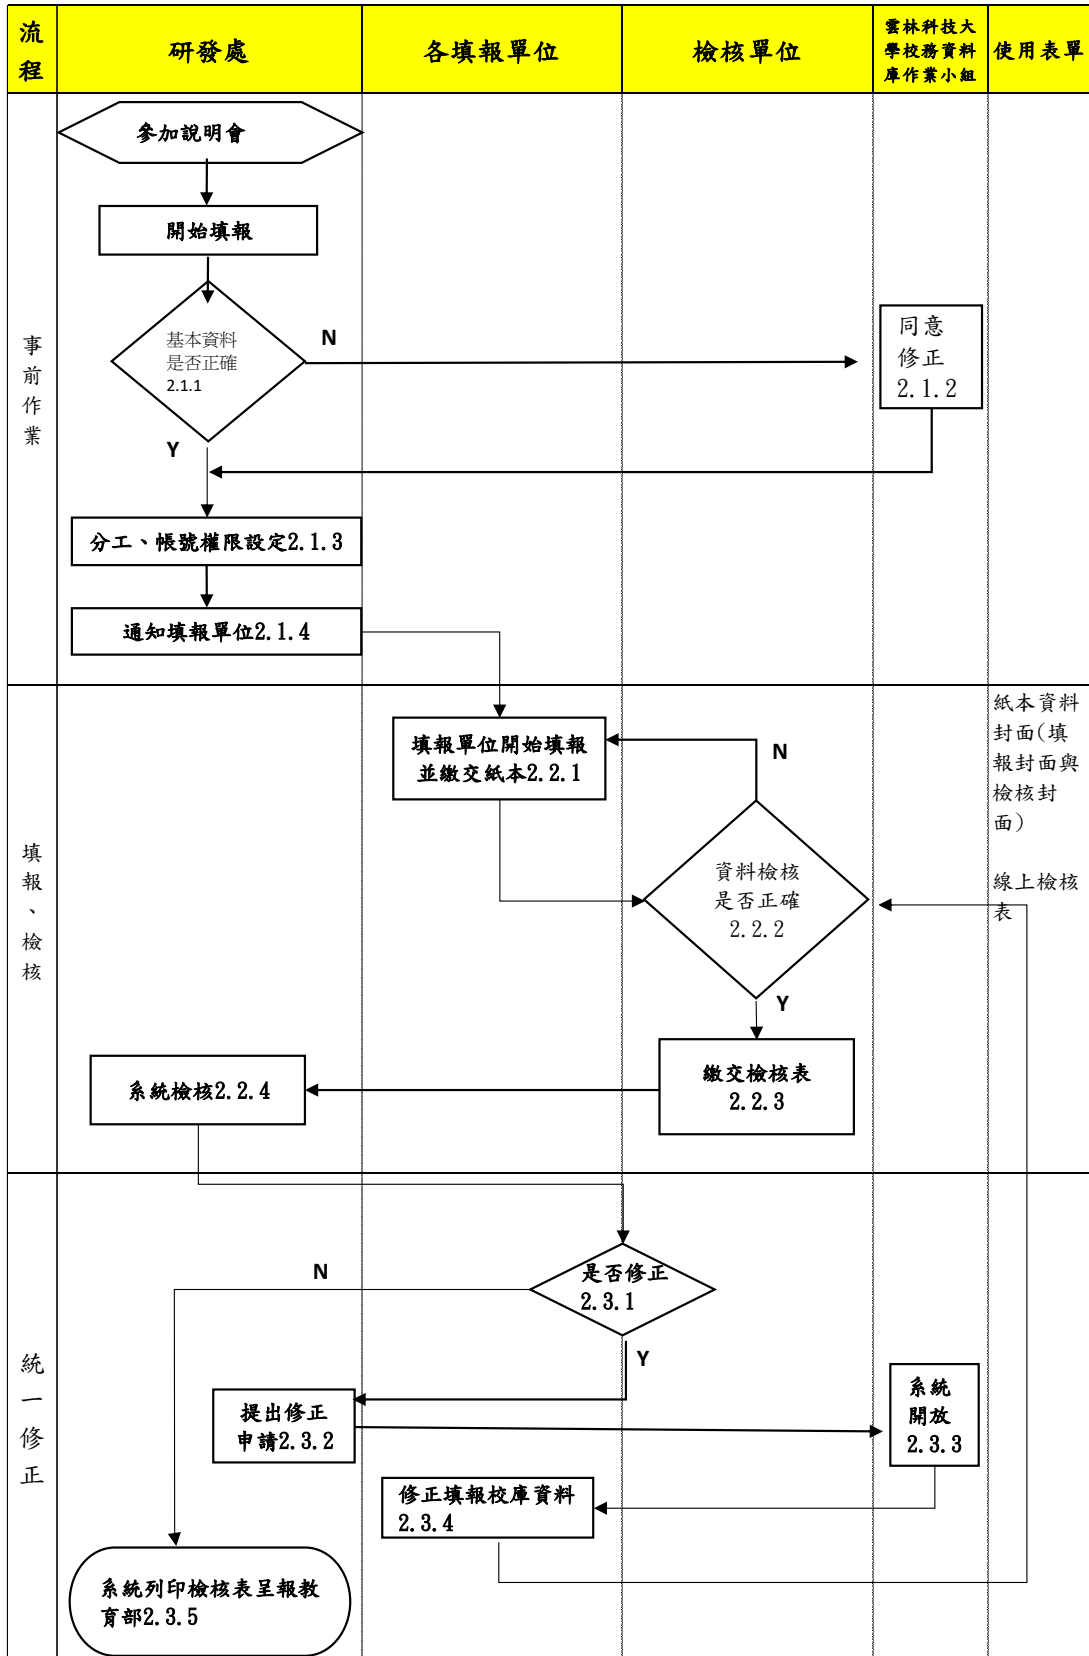 流
程
研發處
各填報單位
檢核單位
雲林科技大
學校務資料
庫作業小組
使用表單
事
前
作
業
參加說明會
開始填報
基本資料
是否正確
2.1.1
N
同意
修正
2.1.2
Y
分工、帳號權限設定2.1.3
通知填報單位2.1.4
填
報
、
檢
核
填報單位開始填報
並繳交紙本2.2.1
N
紙本資料
封面(填
報封面與
檢核封
面)
線上檢核
表
資料檢核
是否正確
2.2.2
Y
繳交檢核表
2.2.3
系統檢核2.2.4
統
一
修
正
是否修正
2.3.1
N
Y
提出修正
申請2.3.2
系統
開放
2.3.3
修正填報校庫資料
2.3.4
系統列印檢核表呈報教
育部2.3.5